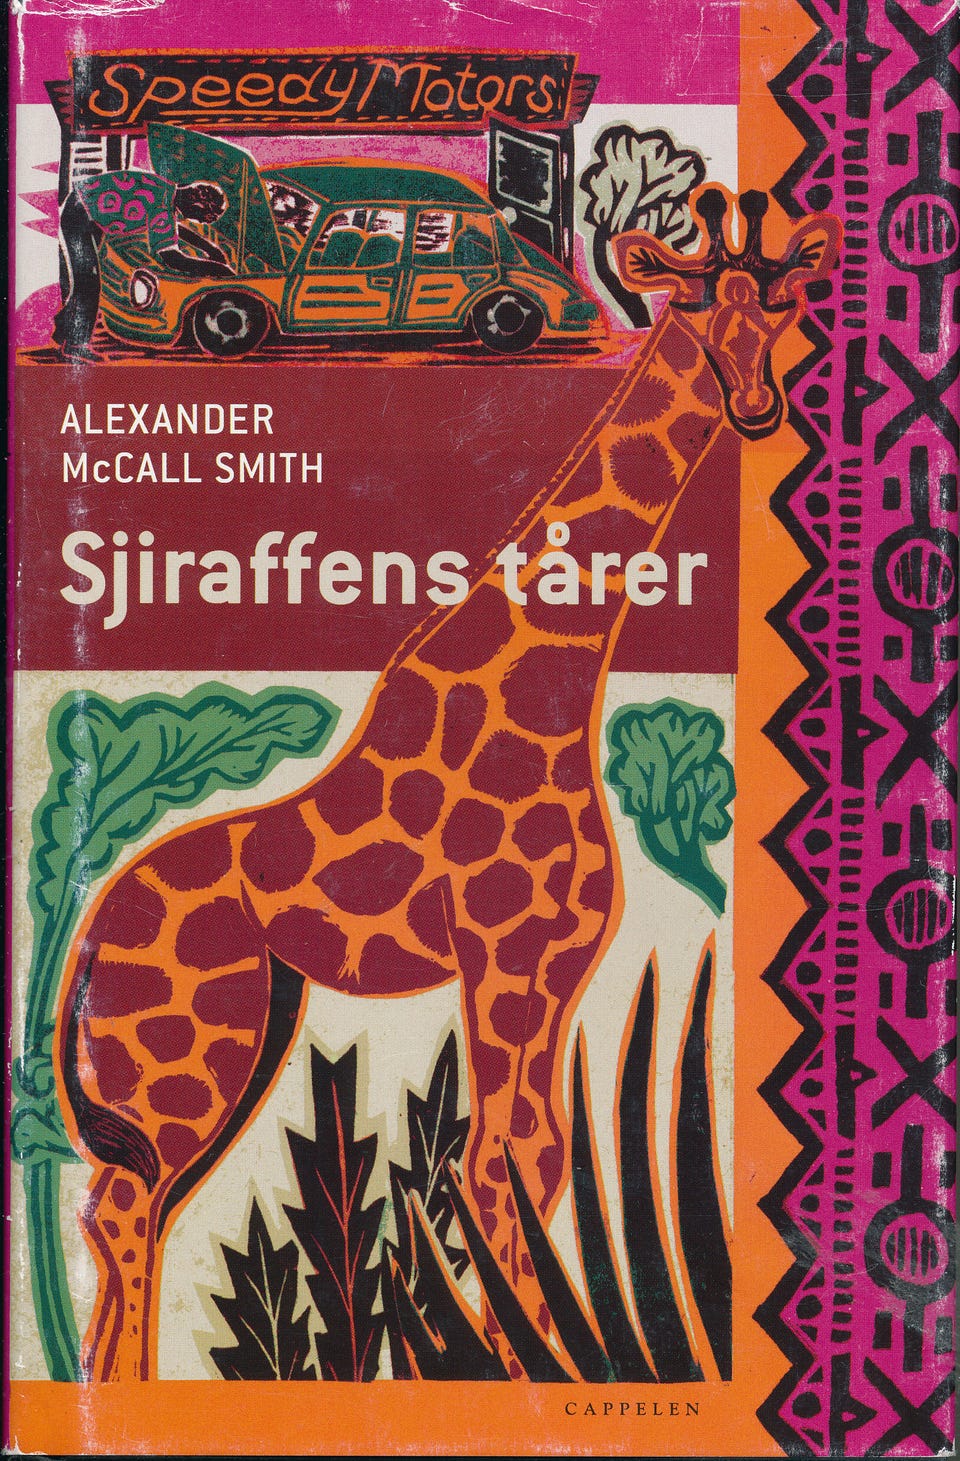 Speedy Motors
ALEXANDER
McCALL SMITH
Sjiraffens tårer
CAPPELEN